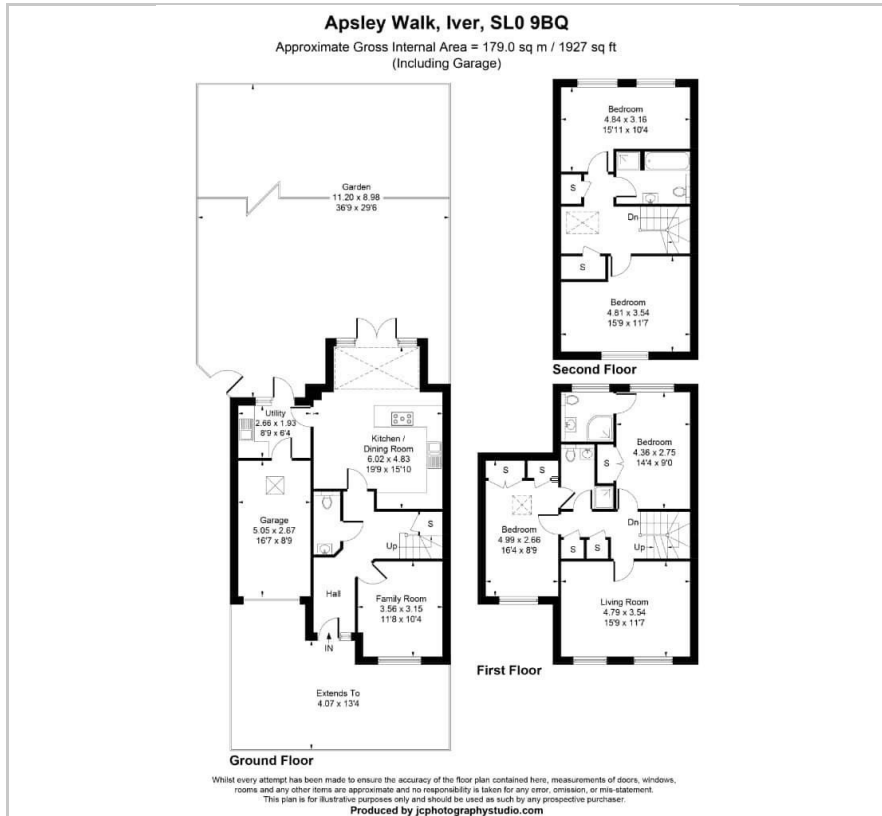 Apsley Walk, Iver, SL0 9BQ
Approximate Gross Internal Area = 179.0 sq m / 1927 sq ft
(Including Garage)
Garden
11.20 x 8.98
36'9 x 29'6
Utility
2.66 x 1.93
8'9 x 6'4
Kitchen /
Dining Room
6.02 x 4.83
19'9 x 15'10
Garage
5.05 x 2.67
16'7 x 8'9
S
Up
Hall
Family Room
3.56 x 3.15
11'8 x 10'4
IN
Extends To
4.07 x 13'4
Ground Floor
Bedroom
4.84 x 3.16
15'11 x 10'4
S
Dn
S
Bedroom
4.81 x 3.54
15'9 x 11'7
Second Floor
Bedroom
4.36 x 2.75
14'4 x 9'0
S
S
S
Bedroom
4.99 x 2.66
16'4 x 8'9
Dn
Up
S
S
Living Room
4.79 x 3.54
15'9 x 11'7
First Floor
Whilst every attempt has been made to ensure the accuracy of the floor plan contained here, measurements of doors, windows,
rooms and any other items are approximate and no responsibility is taken for any error, omission, or mis-statement.
This plan is for illustrative purposes only and should be used as such by any prospective purchaser.
Produced by jcphotographystudio.com